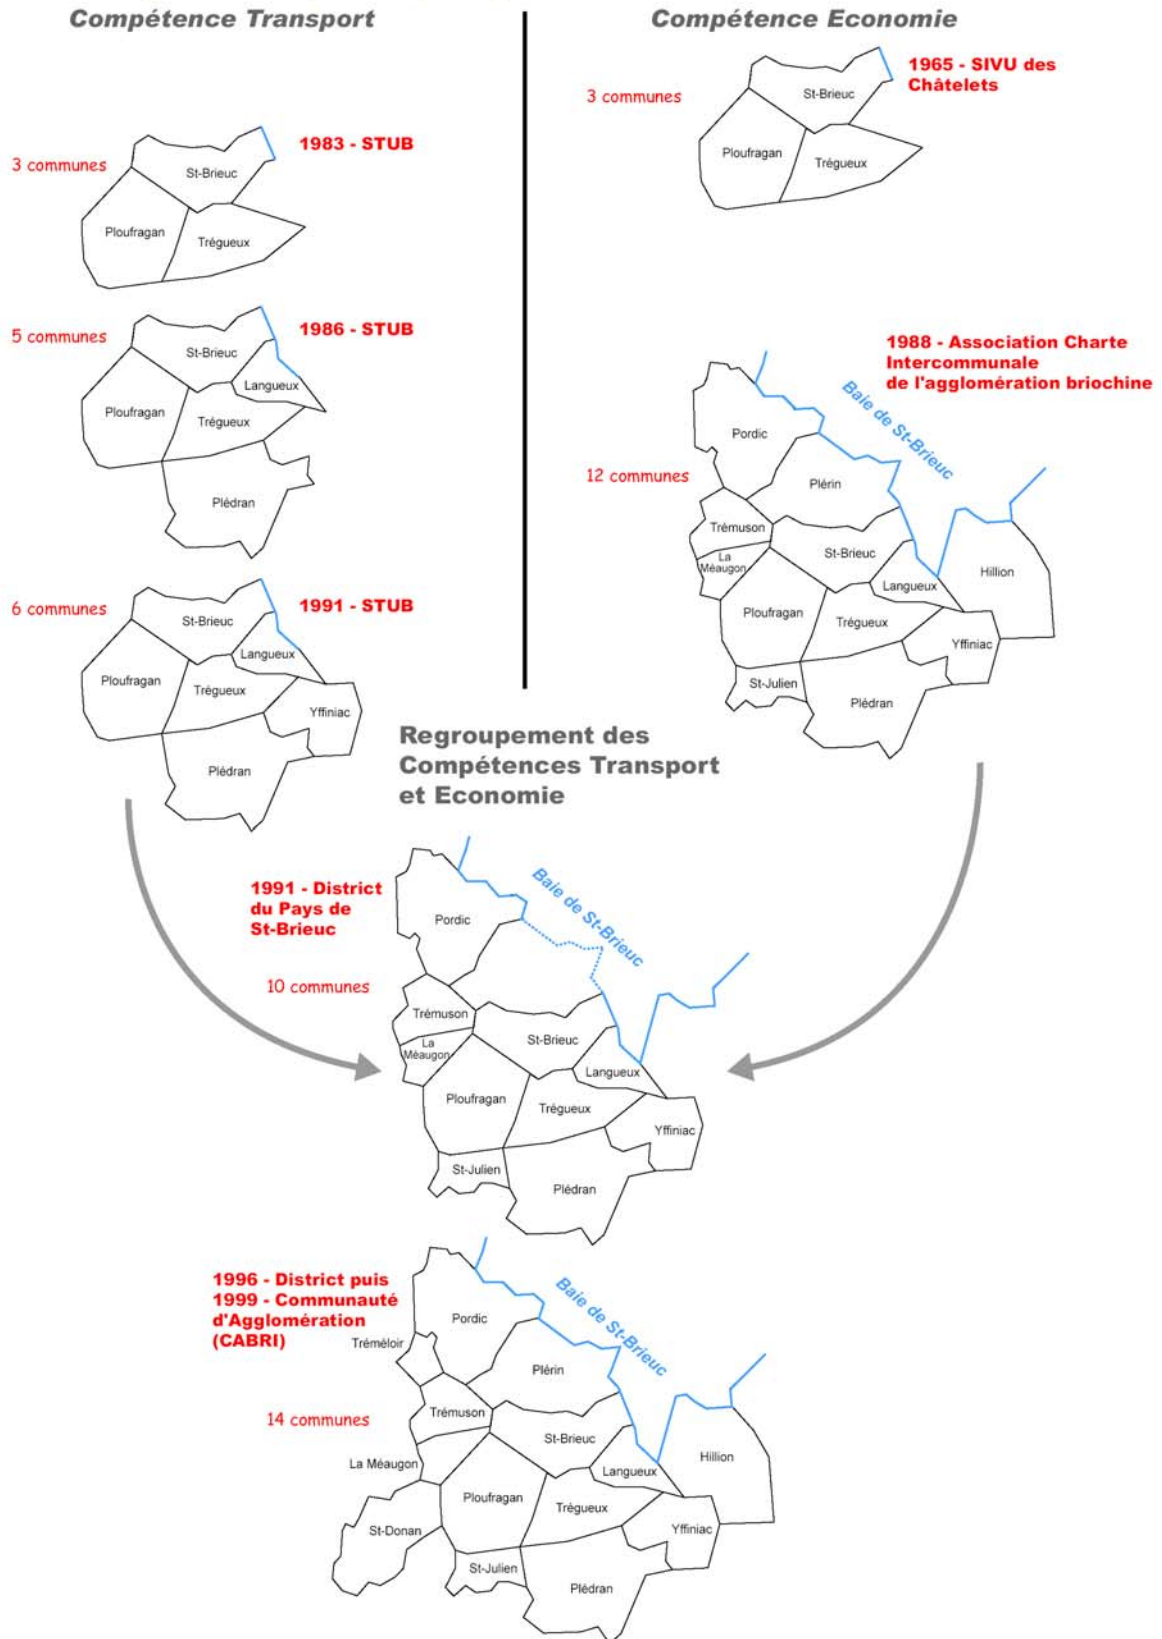 Compétence Transport
3 communes
1983 - STUB
St-Brieuc
Ploufragan
Trégueux
5 communes
1986 - STUB
St-Brieuc
Langueux
Ploufragan
Trégueux
Plédran
6 communes
1991 - STUB
St-Brieuc
Langueux
Ploufragan
Trégueux
Yffiniac
Plédran
Compétence Economie
1965 - SIVU des
Châtelets
3 communes
St-Brieuc
Ploufragan
Trégueux
1988 - Association Charte
Intercommunale
de l'agglomération briochine
12 communes
Baie de St-Brieuc
Pordic
Plérin
Trémuson
St-Brieuc
La
Méaugon
Langueux
Hillion
Ploufragan
Trégueux
Yffiniac
St-Julien
Plédran
Regroupement des
Compétences Transport
et Economie
1991 - District
du Pays de
St-Brieuc
10 communes
Baie de St-Brieuc
Pordic
Trémuson
St-Brieuc
La
Méaugon
Langueux
Ploufragan
Trégueux
Yffiniac
St-Julien
Plédran
1996 - District puis
1999 - Communauté
d'Agglomération
(CABRI)
14 communes
Baie de St-Brieuc
Pordic
Tréméloir
Plérin
Trémuson
St-Brieuc
La Méaugon
Langueux
Hillion
Ploufragan
Trégueux
St-Donan
Yffiniac
St-Julien
Plédran